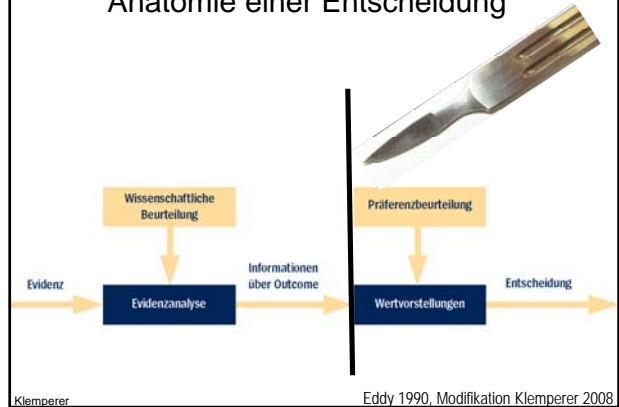 Anatomie einer Entscheidung
Wissenschaftliche
Beurteilung
Präferenzbeurteilung
Evidenz
Evidenzanalyse
Informationen
über Outcome
Wertvorstellungen
Entscheidung
Klemperer
Eddy 1990, Modifikation Klemperer 2008